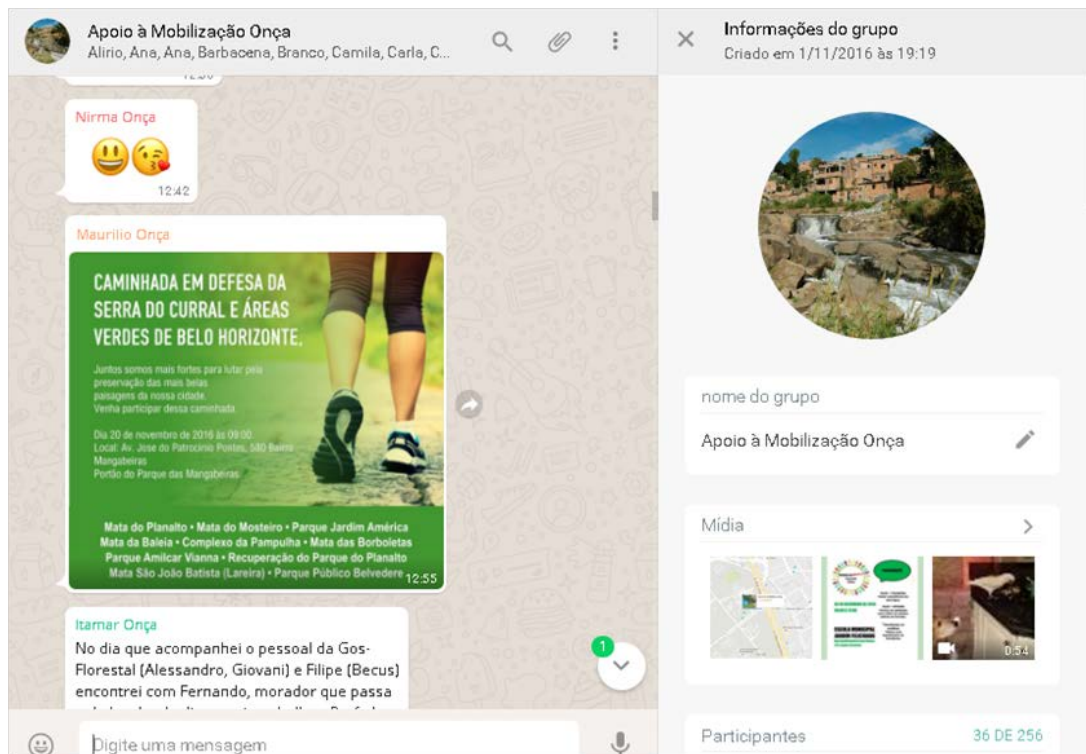 Apoio à Mobilização Onça
Alirio, Ana, Ana, Barbacena, Branco, Camila, Carla, C...
Nirma Onça
12:42
Maurilio Onça
CAMINHADA EM DEFESA DA
SERRA DO CURRAL E ÁREAS
VERDES DE BELO HORIZONTE.
Juntos somos mais fortes para lutar pela
preservação das mais belas
paisagens da nossa cidade.
Venha participar dessa caminhada
Dia 20 de novembro de 2016 às 09:00.
Local: Av. Jose do Patrocinio Pontes, 580 Bairro
Mangabeiras
Portão do Parque das Mangabeiras.
Mata do Planalto • Mata do Mosteiro • Parque Jardim América
Mata da Baleia • Complexo da Pampulha • Mata das Borboletas
Parque Amilcar Vianna • Recuperação do Parque do Planalto
Mata São João Batista (Lareira) • Parque Público Belvedere
12:55
Itamar Onça
No dia que acompanhei o pessoal da Gos-
Florestal (Alessandro, Giovani) e Filipe (Becus)
encontrei com Fernando, morador que passa
1
Digite uma mensagem
Informações do grupo
Criado em 1/11/2016 às 19:19
nome do grupo
Apoio à Mobilização Onça
Mídia
0:54
Participantes 36 DE 256